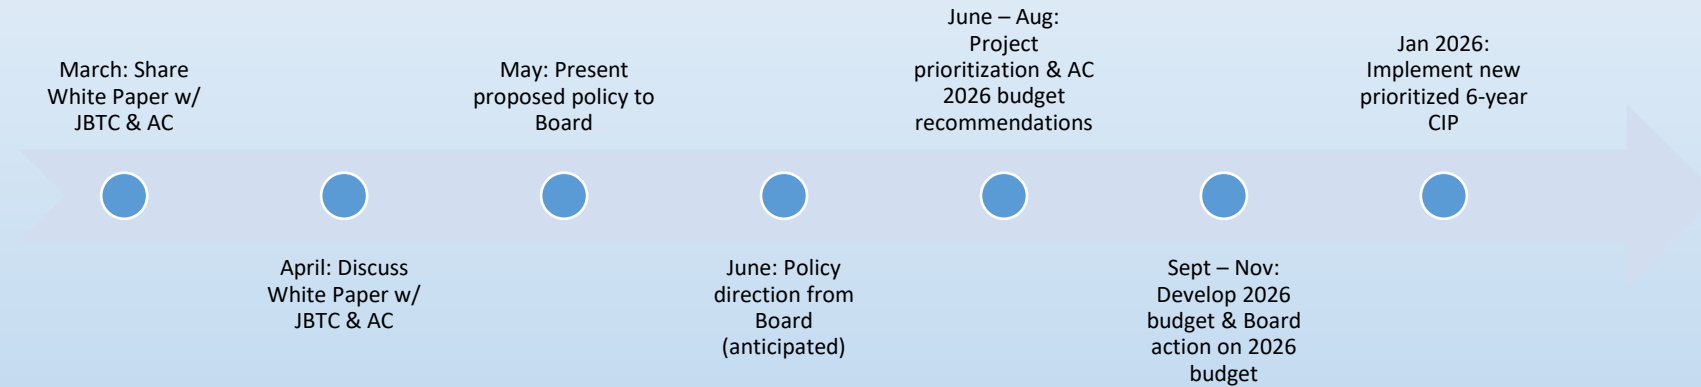 March: Share
White Paper w/
JBTC & AC
April: Discuss
White Paper w/
JBTC & AC
May: Present
proposed policy to
Board
June: Policy
direction from
Board
(anticipated)
June – Aug:
Project
prioritization & AC
2026 budget
recommendations
Sept – Nov:
Develop 2026
budget & Board
action on 2026
budget
Jan 2026:
Implement new
prioritized 6-year
CIP